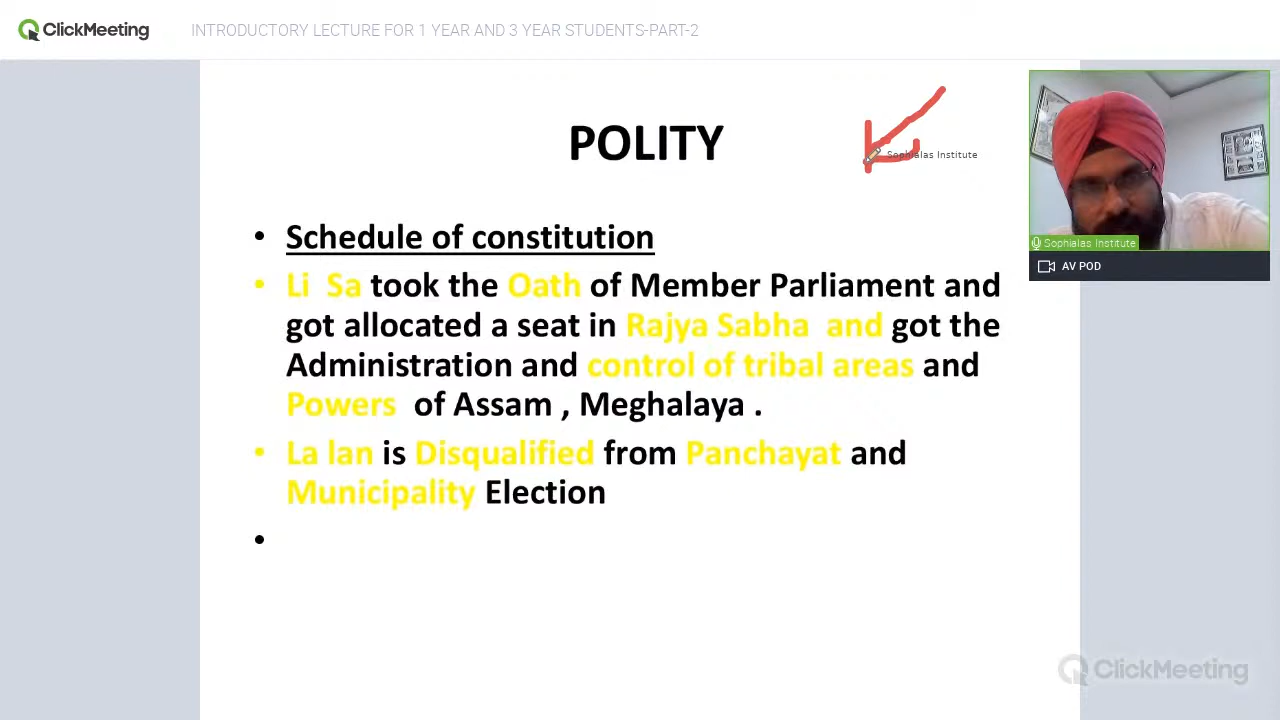 ClickMeeting
INTRODUCTORY LECTURE FOR 1 YEAR AND 3 YEAR STUDENTS-PART-2
POLITY
Sophialas Institute
Sophialas Institute
AV POD
• Schedule of constitution
• Li Sa took the Oath of Member Parliament and
got allocated a seat in Rajya Sabha and got the
Administration and control of tribal areas and
Powers of Assam , Meghalaya .
• La lan is Disqualified from Panchayat and
Municipality Election
•
ClickMeeting